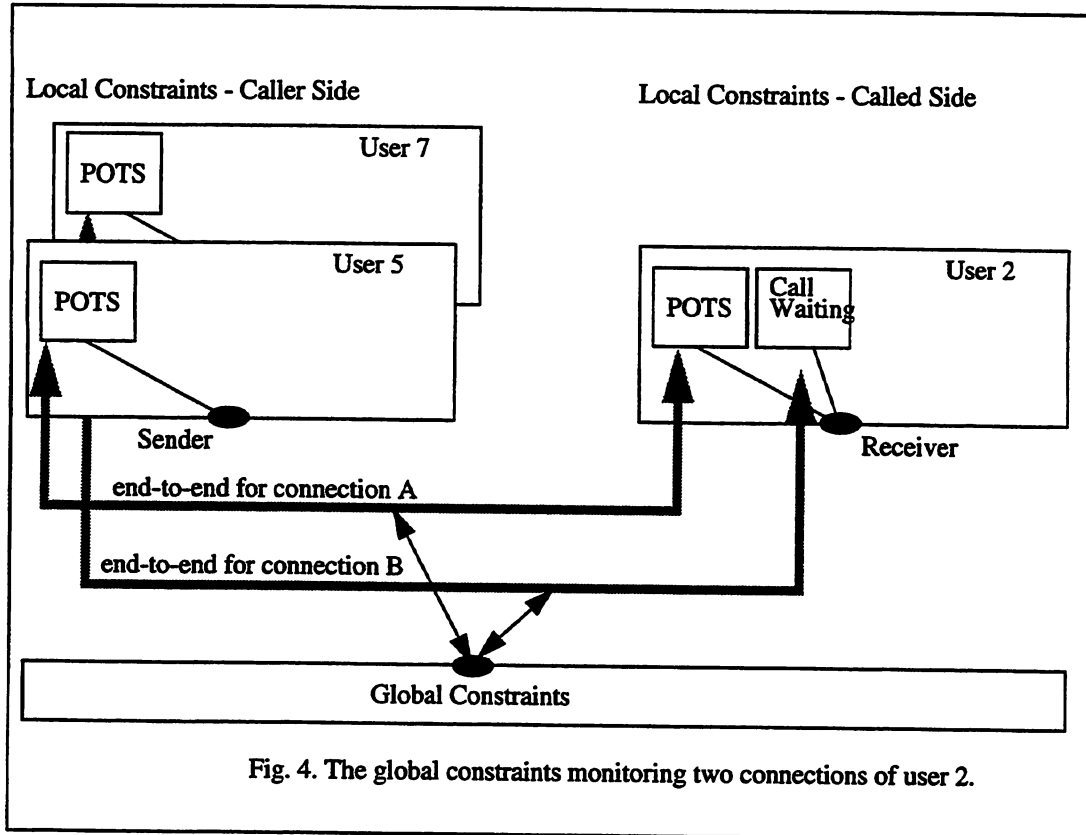 Local Constraints - Caller Side
Local Constraints - Called Side
User 7
POTS
User 5
POTS
User 2
POTS
Call
Waiting
Sender
Receiver
end-to-end for connection A
end-to-end for connection B
Global Constraints
Fig. 4. The global constraints monitoring two connections of user 2.